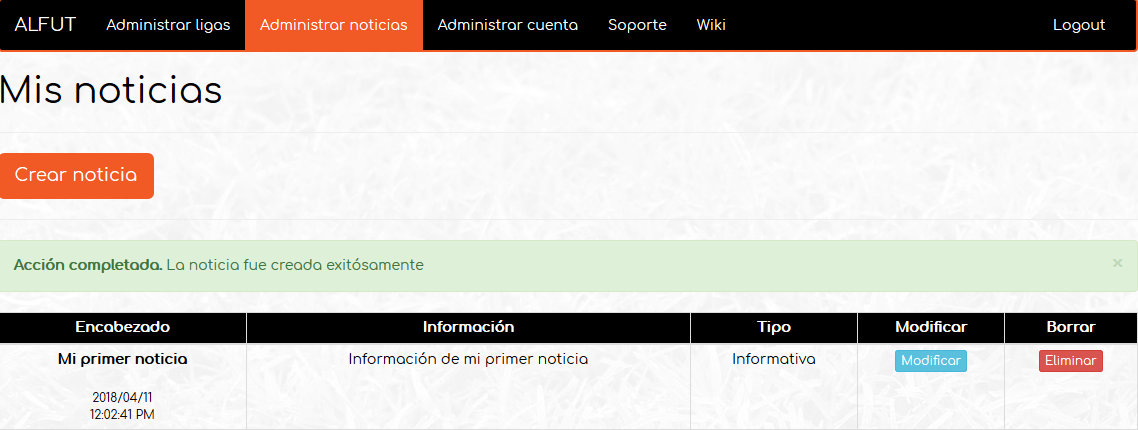 ALFUT Administrar ligas Administrar noticias Administrar cuenta Soporte Wiki Logout
Mis noticias
Crear noticia
Acción completada. La noticia fue creada exitósamente ×
Encabezado Información Tipo Modificar Borrar
Mi primer noticia Información de mi primer noticia Informativa Modificar Eliminar
2018/04/11
12:02:41 PM